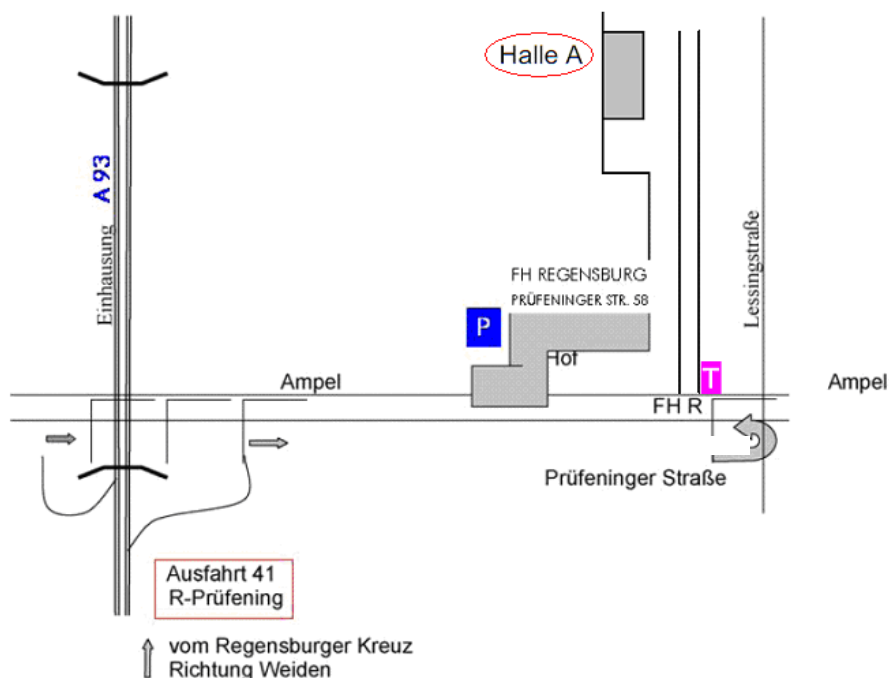 Halle A
A 93
Einhausung
Lessingstraße
FH REGENSBURG
PRÜFENINGER STR. 58
P
Hof
T
Ampel
Ampel
FH R
Prüfeninger Straße
Ausfahrt 41
R-Prüfening
vom Regensburger Kreuz
Richtung Weiden